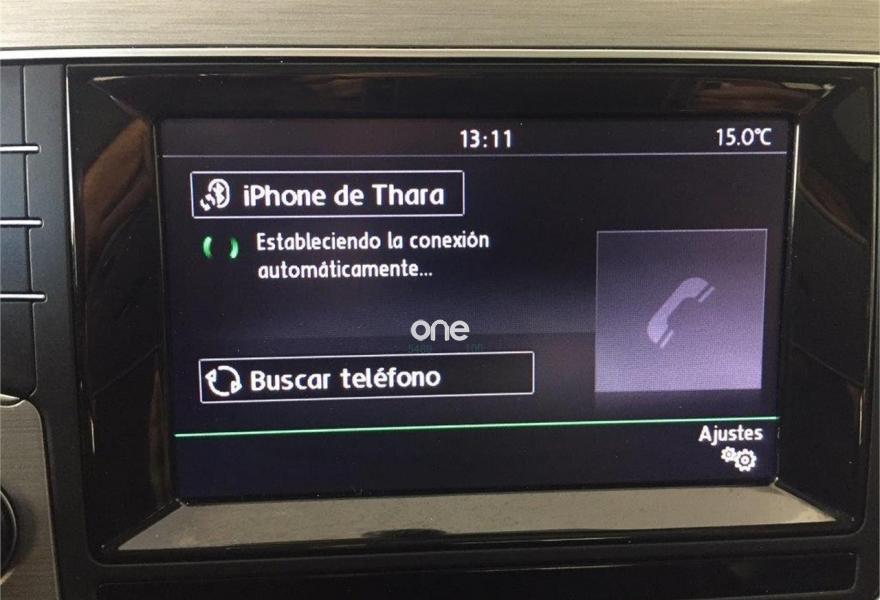 13:11
15.0°C
iPhone de Thara
Estableciendo la conexión
automáticamente...
one
Buscar teléfono
Ajustes